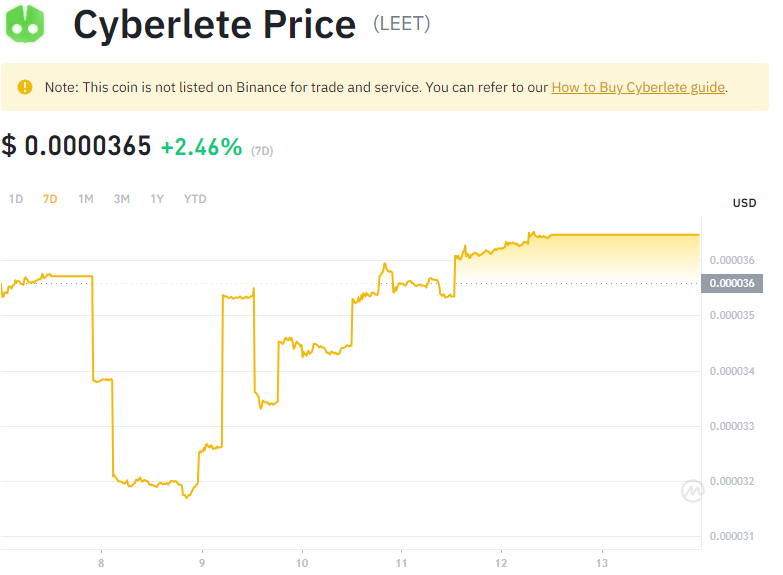 Cyberlete Price (LEET)
Note: This coin is not listed on Binance for trade and service. You can refer to our How to Buy Cyberlete guide.
$ 0.0000365 +2.46% (7D)
1D 7D 1M 3M 1Y YTD
USD
0.000036
0.000036
0.000035
0.000034
0.000033
0.000032
0.000031
8 9 10 11 12 13